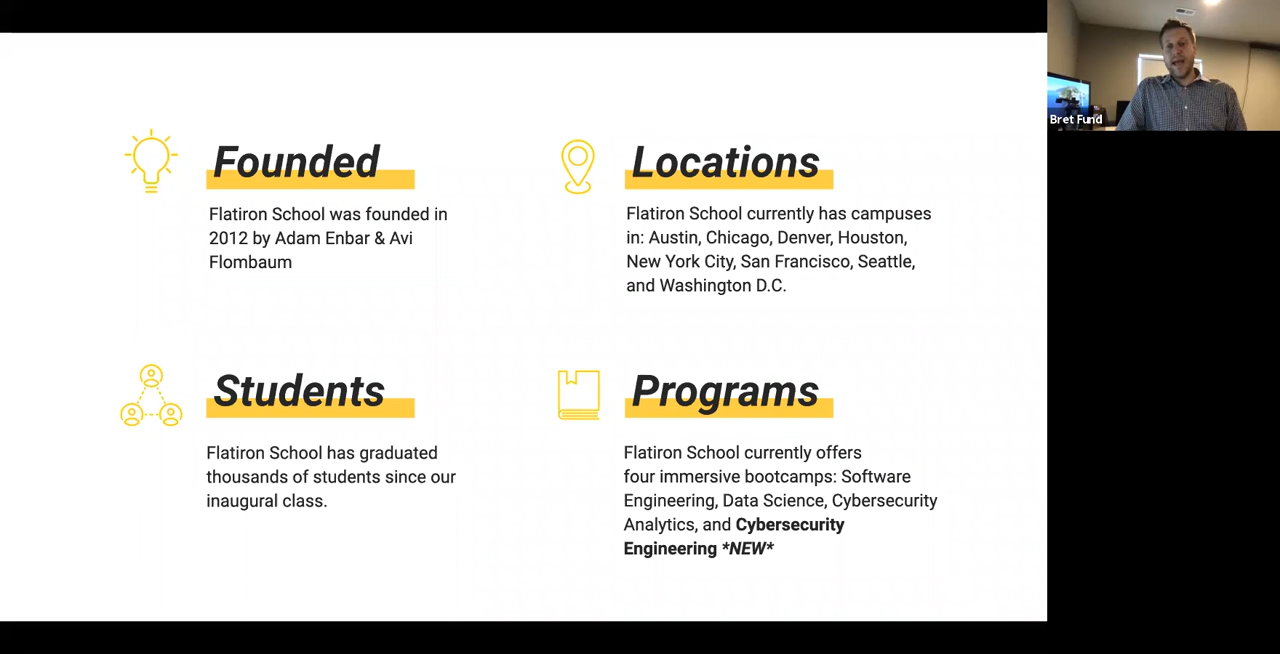 Founded
Flatiron School was founded in
2012 by Adam Enbar & Avi
Flombaum
Locations
Flatiron School currently has campuses
in: Austin, Chicago, Denver, Houston,
New York City, San Francisco, Seattle,
and Washington D.C.
Students
Flatiron School has graduated
thousands of students since our
inaugural class.
Programs
Flatiron School currently offers
four immersive bootcamps: Software
Engineering, Data Science, Cybersecurity
Analytics, and Cybersecurity
Engineering *NEW*
Bret Fund